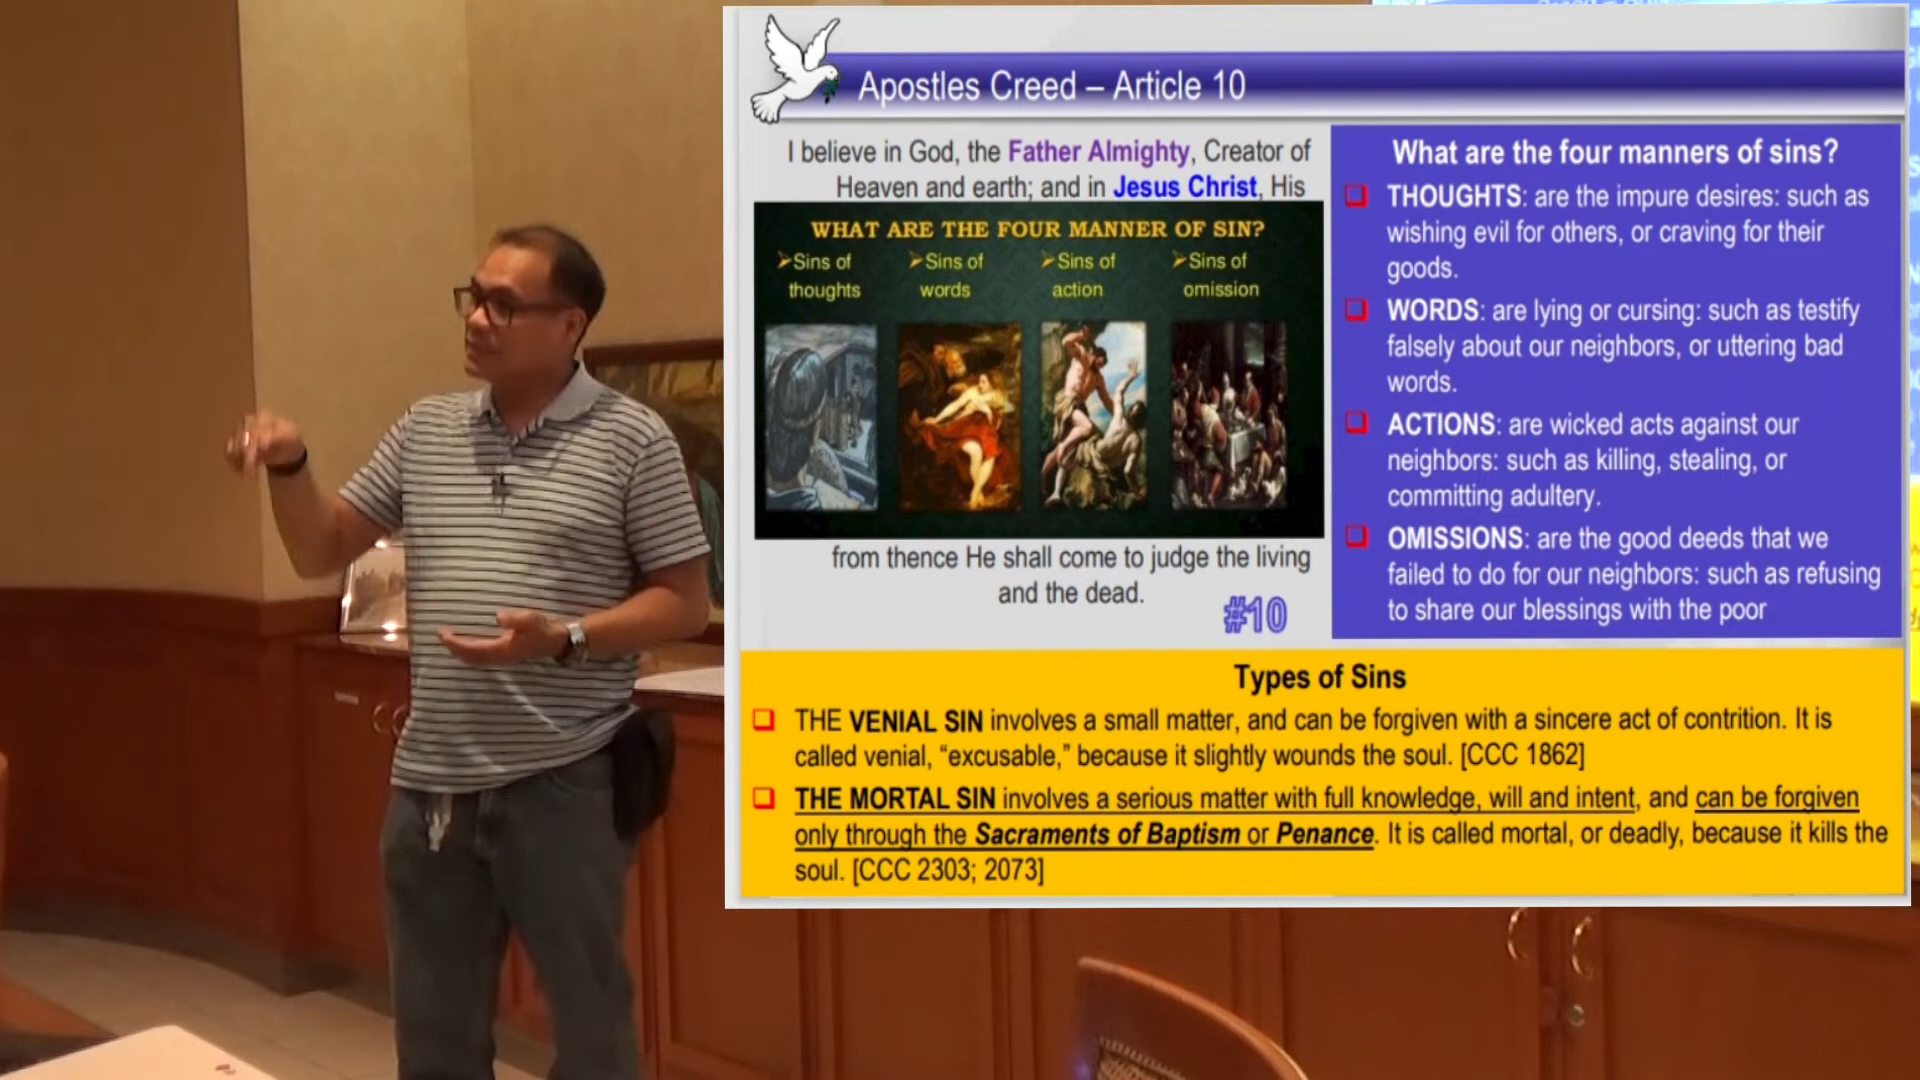 Apostles Creed – Article 10
I believe in God, the Father Almighty, Creator of
Heaven and earth; and in Jesus Christ, His
WHAT ARE THE FOUR MANNER OF SIN?
➤Sins of thoughts
➤Sins of words
➤Sins of action
➤Sins of omission
from thence He shall come to judge the living
and the dead.
#10
What are the four manners of sins?
THOUGHTS: are the impure desires: such as
wishing evil for others, or craving for their
goods.
WORDS: are lying or cursing: such as testify
falsely about our neighbors, or uttering bad
words.
ACTIONS: are wicked acts against our
neighbors: such as killing, stealing, or
committing adultery.
OMISSIONS: are the good deeds that we
failed to do for our neighbors: such as refusing
to share our blessings with the poor
Types of Sins
THE VENIAL SIN involves a small matter, and can be forgiven with a sincere act of contrition. It is
called venial, “excusable,” because it slightly wounds the soul. [CCC 1862]
THE MORTAL SIN involves a serious matter with full knowledge, will and intent, and can be forgiven
only through the Sacraments of Baptism or Penance. It is called mortal, or deadly, because it kills the
soul. [CCC 2303; 2073]